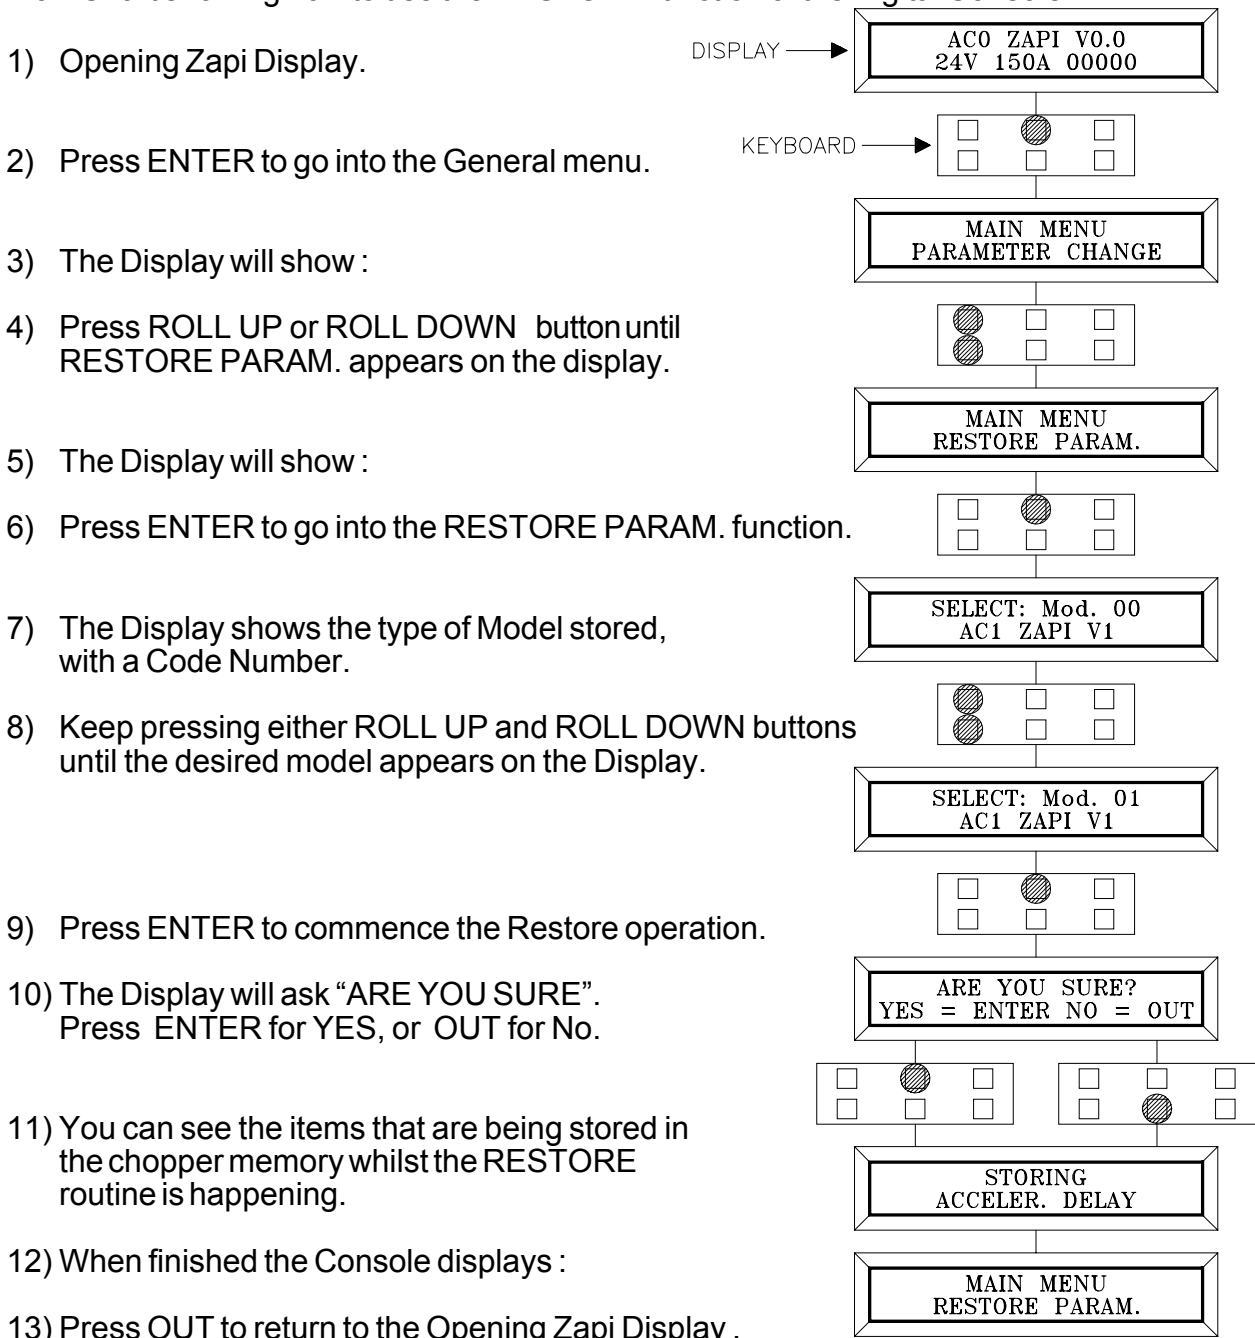 1) Opening Zapi Display.
DISPLAY
AC0 ZAPI V0.0
24V 150A 00000
KEYBOARD
2) Press ENTER to go into the General menu.
MAIN MENU
PARAMETER CHANGE
3) The Display will show :
4) Press ROLL UP or ROLL DOWN button until
RESTORE PARAM. appears on the display.
MAIN MENU
RESTORE PARAM.
5) The Display will show :
6) Press ENTER to go into the RESTORE PARAM. function.
SELECT: Mod. 00
AC1 ZAPI V1
7) The Display shows the type of Model stored,
with a Code Number.
8) Keep pressing either ROLL UP and ROLL DOWN buttons
until the desired model appears on the Display.
SELECT: Mod. 01
AC1 ZAPI V1
9) Press ENTER to commence the Restore operation.
10) The Display will ask “ARE YOU SURE”.
Press ENTER for YES, or OUT for No.
ARE YOU SURE?
YES = ENTER NO = OUT
11) You can see the items that are being stored in
the chopper memory whilst the RESTORE
routine is happening.
STORING
ACCELER. DELAY
12) When finished the Console displays :
MAIN MENU
RESTORE PARAM.
13) Press OUT to return to the Opening Zapi Display .